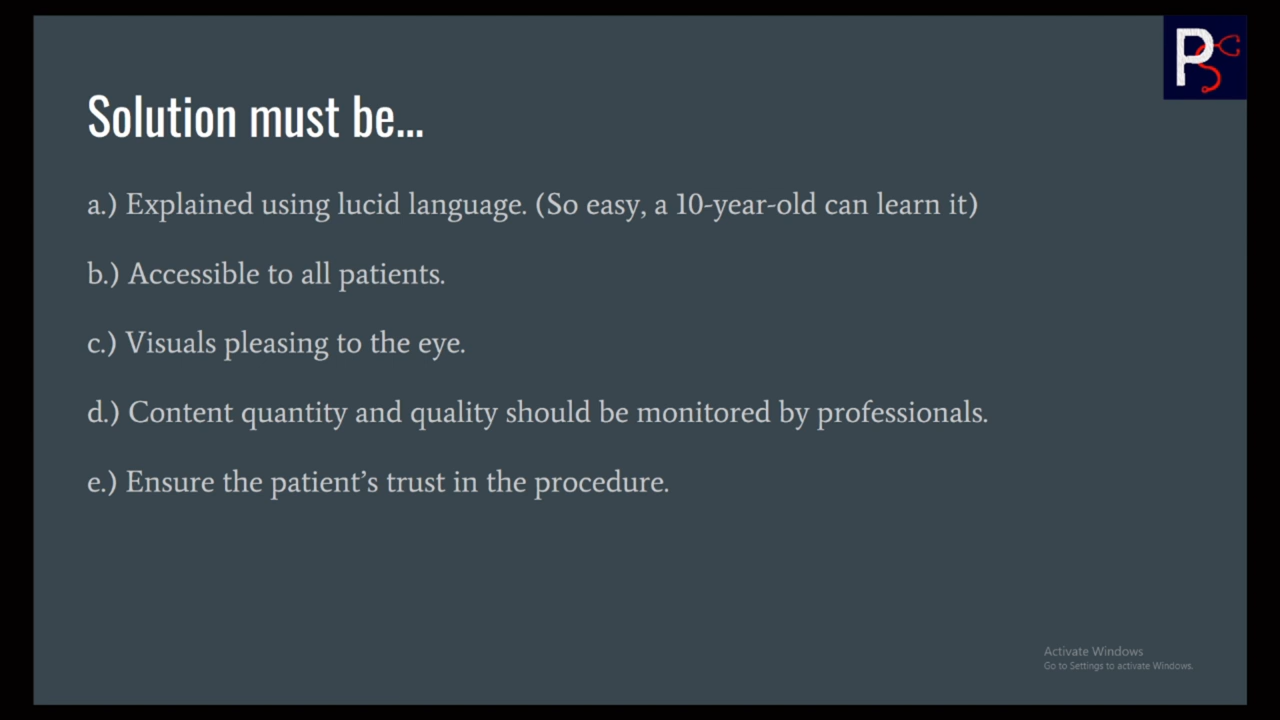 PS
Solution must be...
a.) Explained using lucid language. (So easy, a 10-year-old can learn it)
b.) Accessible to all patients.
c.) Visuals pleasing to the eye.
d.) Content quantity and quality should be monitored by professionals.
e.) Ensure the patient’s trust in the procedure.
Activate Windows
Go to Settings to activate Windows.